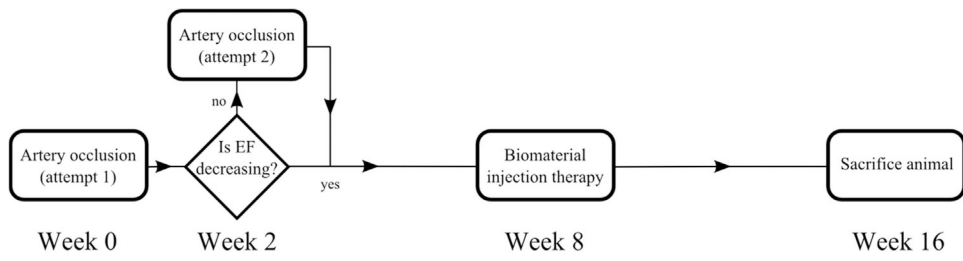 Artery occlusion
(attempt 2)
no
Artery occlusion
(attempt 1)
Is EF
decreasing?
yes
Biomaterial
injection therapy
Sacrifice animal
Week 0
Week 2
Week 8
Week 16